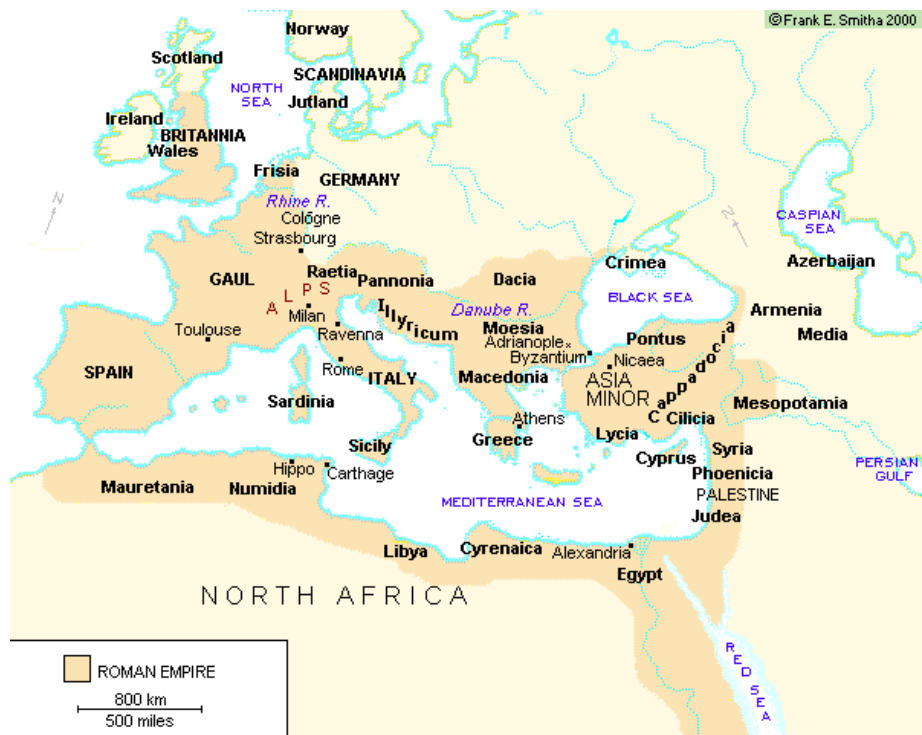 ©Frank E. Smitha 2000
Norway
Scotland
SCANDINAVIA
NORTH
SEA
Jutland
Ireland
BRITANNIA
Wales
Frisia
GERMANY
N
N
Rhine R.
Cologne
Strasbourg
CASPIAN
SEA
Azerbaijan
Crimea
GAUL
Raetia
Pannonia
Dacia
ALPS
BLACK SEA
Milan
Illyricum
Danube R.
Armenia
Toulouse
Ravenna
Moesia
Adrianople
Pontus
Media
Byzantium
Nicaea
Rome
SPAIN
ITALY
Macedonia
ASIA
MINOR
Cappadocia
Sardinia
Mesopotamia
Athens
Cilicia
Greece
Lycia
Sicily
Syria
Cyprus
Hippo
Carthage
Phoenicia
PERSIAN
GULF
Mauretania
Numidia
MEDITERRANEAN SEA
PALESTINE
Judea
Libya
Cyrenaica
Alexandria
Egypt
NORTH AFRICA
RED SEA
ROMAN EMPIRE
800 km
500 miles